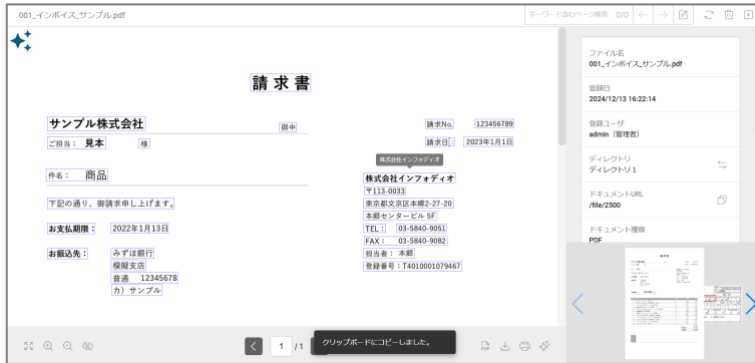 001_インボイス_サンプル.pdf
キーワード含むページ検索 0/0
請求書
サンプル株式会社 御中
ご担当： 見本 様
件名： 商品
下記の通り、御請求申し上げます。
お支払期限： 2022年1月13日
お振込先： みずほ銀行
模擬支店
普通 12345678
カ）サンプル
請求No. 123456789
請求日： 2023年1月1日
株式会社インフォディオ
株式会社インフォディオ
〒113-0033
東京都文京区本郷2-27-20
本郷センタービル 5F
TEL： 03-5840-9051
FAX： 03-5840-9082
担当者： 本郷
登録番号：T4010001079467
ファイル名
001_インボイス_サンプル.pdf
登録日
2024/12/13 16:22:14
登録ユーザ
admin（管理者）
ディレクトリ
ディレクトリ 1
ドキュメントURL
/file/2500
ドキュメント種類
PDF
1 /1
クリップボードにコピーしました。